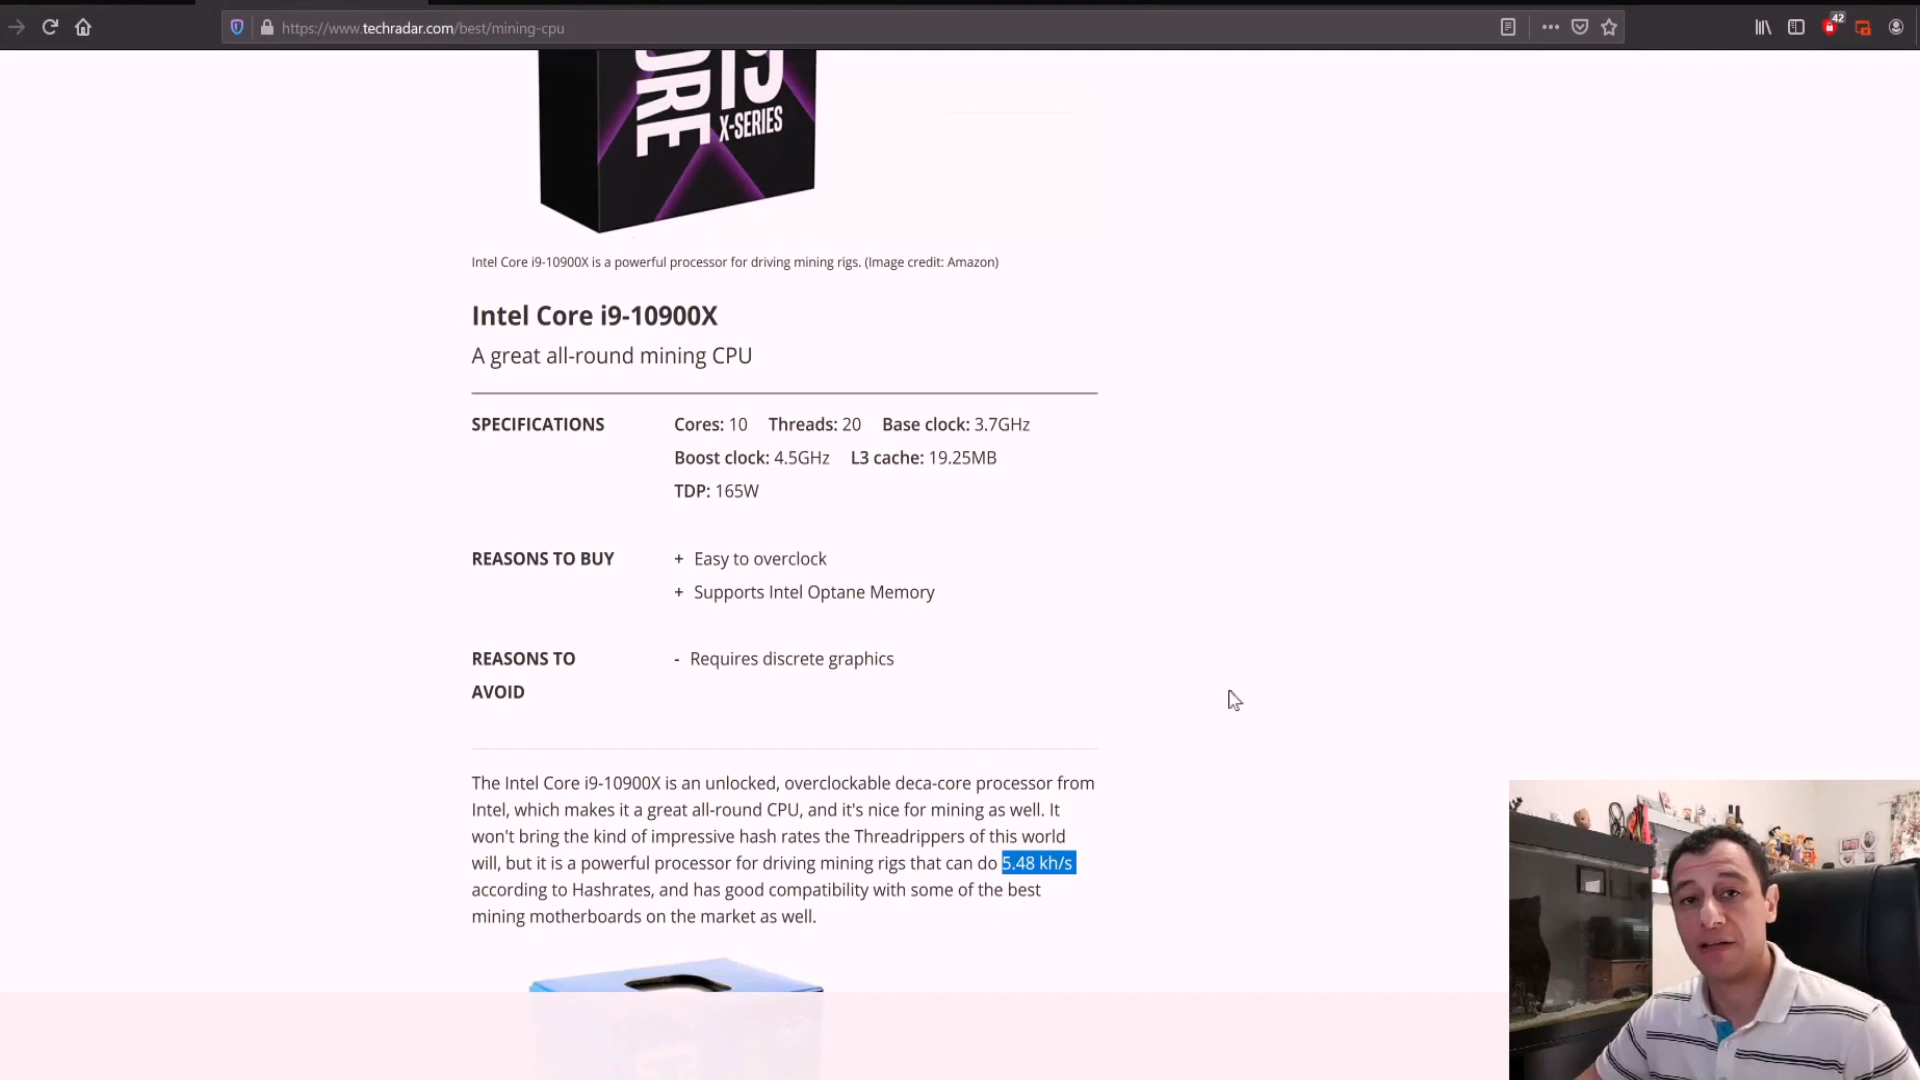 https://www.techradar.com/best/mining-cpu
42
X-SERIES
Intel Core i9-10900X is a powerful processor for driving mining rigs. (Image credit: Amazon)
Intel Core i9-10900X
A great all-round mining CPU
SPECIFICATIONS Cores: 10 Threads: 20 Base clock: 3.7GHz
Boost clock: 4.5GHz L3 cache: 19.25MB
TDP: 165W
REASONS TO BUY + Easy to overclock
+ Supports Intel Optane Memory
REASONS TO - Requires discrete graphics
AVOID
The Intel Core i9-10900X is an unlocked, overclockable deca-core processor from
Intel, which makes it a great all-round CPU, and it's nice for mining as well. It
won't bring the kind of impressive hash rates the Threadrippers of this world
will, but it is a powerful processor for driving mining rigs that can do 5.48 kh/s
according to Hashrates, and has good compatibility with some of the best
mining motherboards on the market as well.